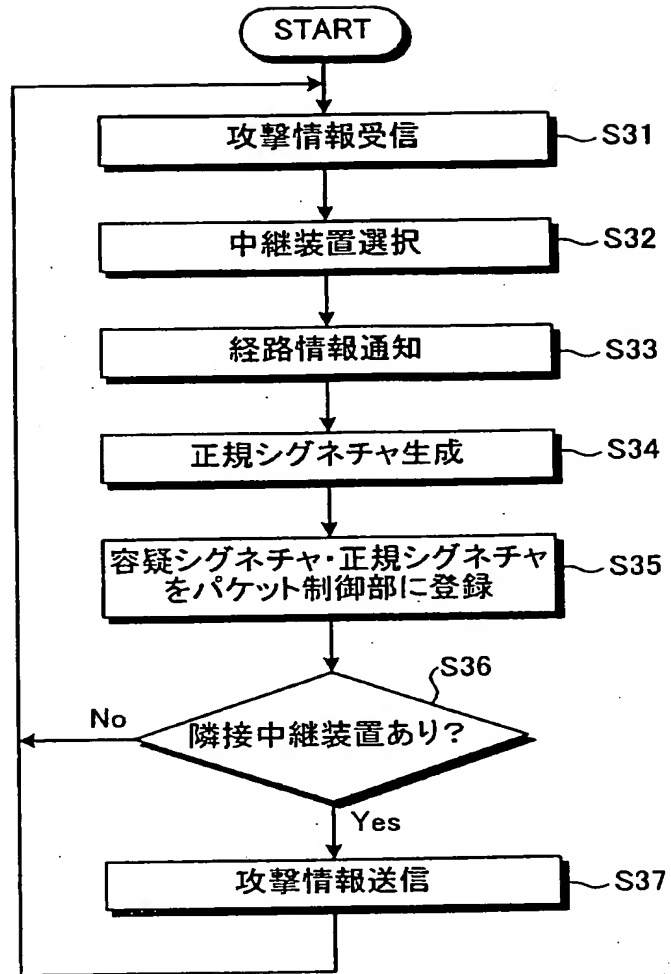 START
攻撃情報受信
S31
中継装置選択
S32
経路情報通知
S33
正規シグネチャ生成
S34
容疑シグネチャ・正規シグネチャ
をパケット制御部に登録
S35
S36
No
隣接中継装置あり?
Yes
攻撃情報送信
S37